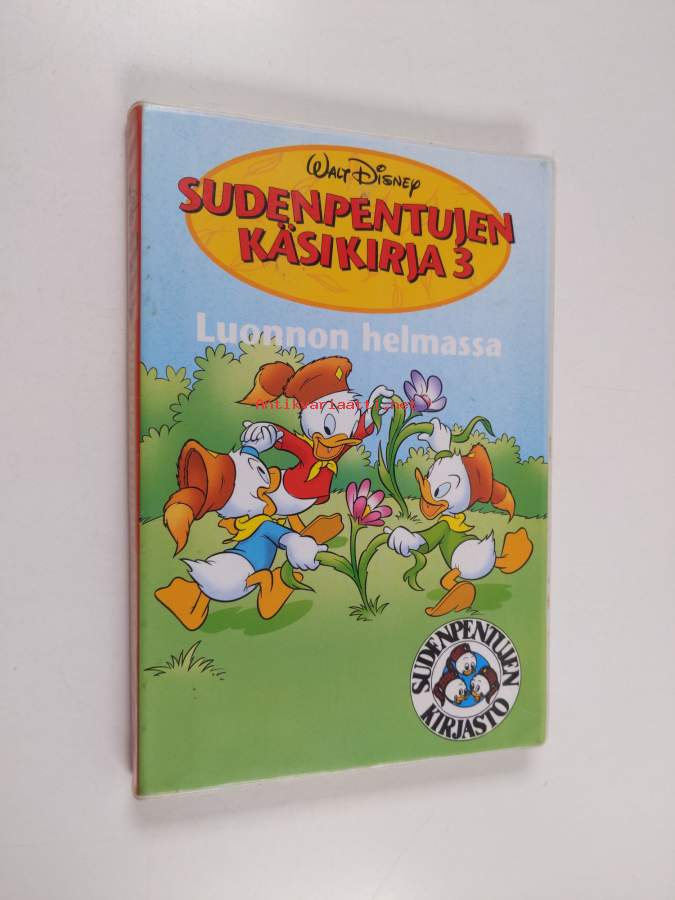 WALT DISNEY
SUDENPENTUJEN
KÄSIKIRJA 3
Luonnon helmassa
Antikvariaatti.net
SUDENPENTUJEN
KIRJASTO